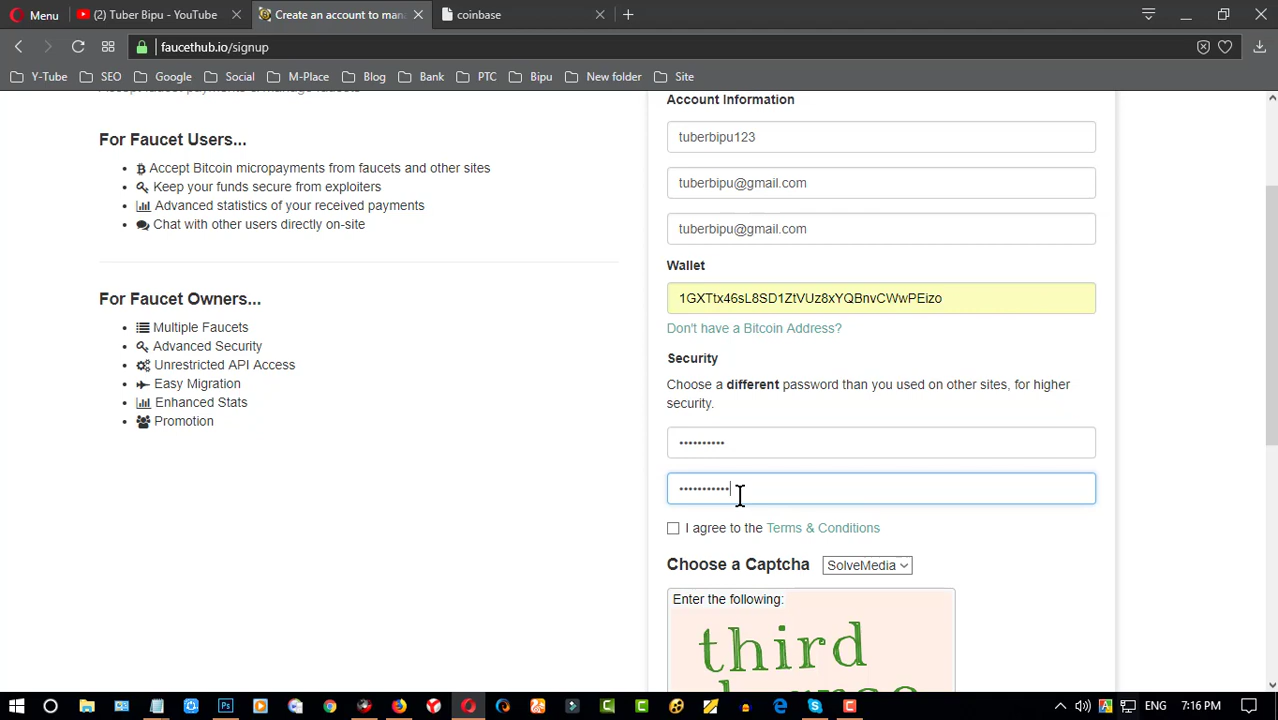 Menu
(2) Tuber Bipu - YouTube
Create an account to mana
coinbase
faucethub.io/signup
Y-Tube
SEO
Google
Social
M-Place
Blog
Bank
PTC
Bipu
New folder
Site
Accept faucet payments & manage faucets
For Faucet Users...
Accept Bitcoin micropayments from faucets and other sites
Keep your funds secure from exploiters
Advanced statistics of your received payments
Chat with other users directly on-site
For Faucet Owners...
Multiple Faucets
Advanced Security
Unrestricted API Access
Easy Migration
Enhanced Stats
Promotion
Account Information
tuberbipu123
tuberbipu@gmail.com
tuberbipu@gmail.com
Wallet
1GXTtx46sL8SD1ZtVUz8xYQBnvCWwPEizo
Don't have a Bitcoin Address?
Security
Choose a different password than you used on other sites, for higher
security.
••••••••••
•••••••••••
I agree to the Terms & Conditions
Choose a Captcha
SolveMedia
Enter the following:
third
ENG
7:16 PM